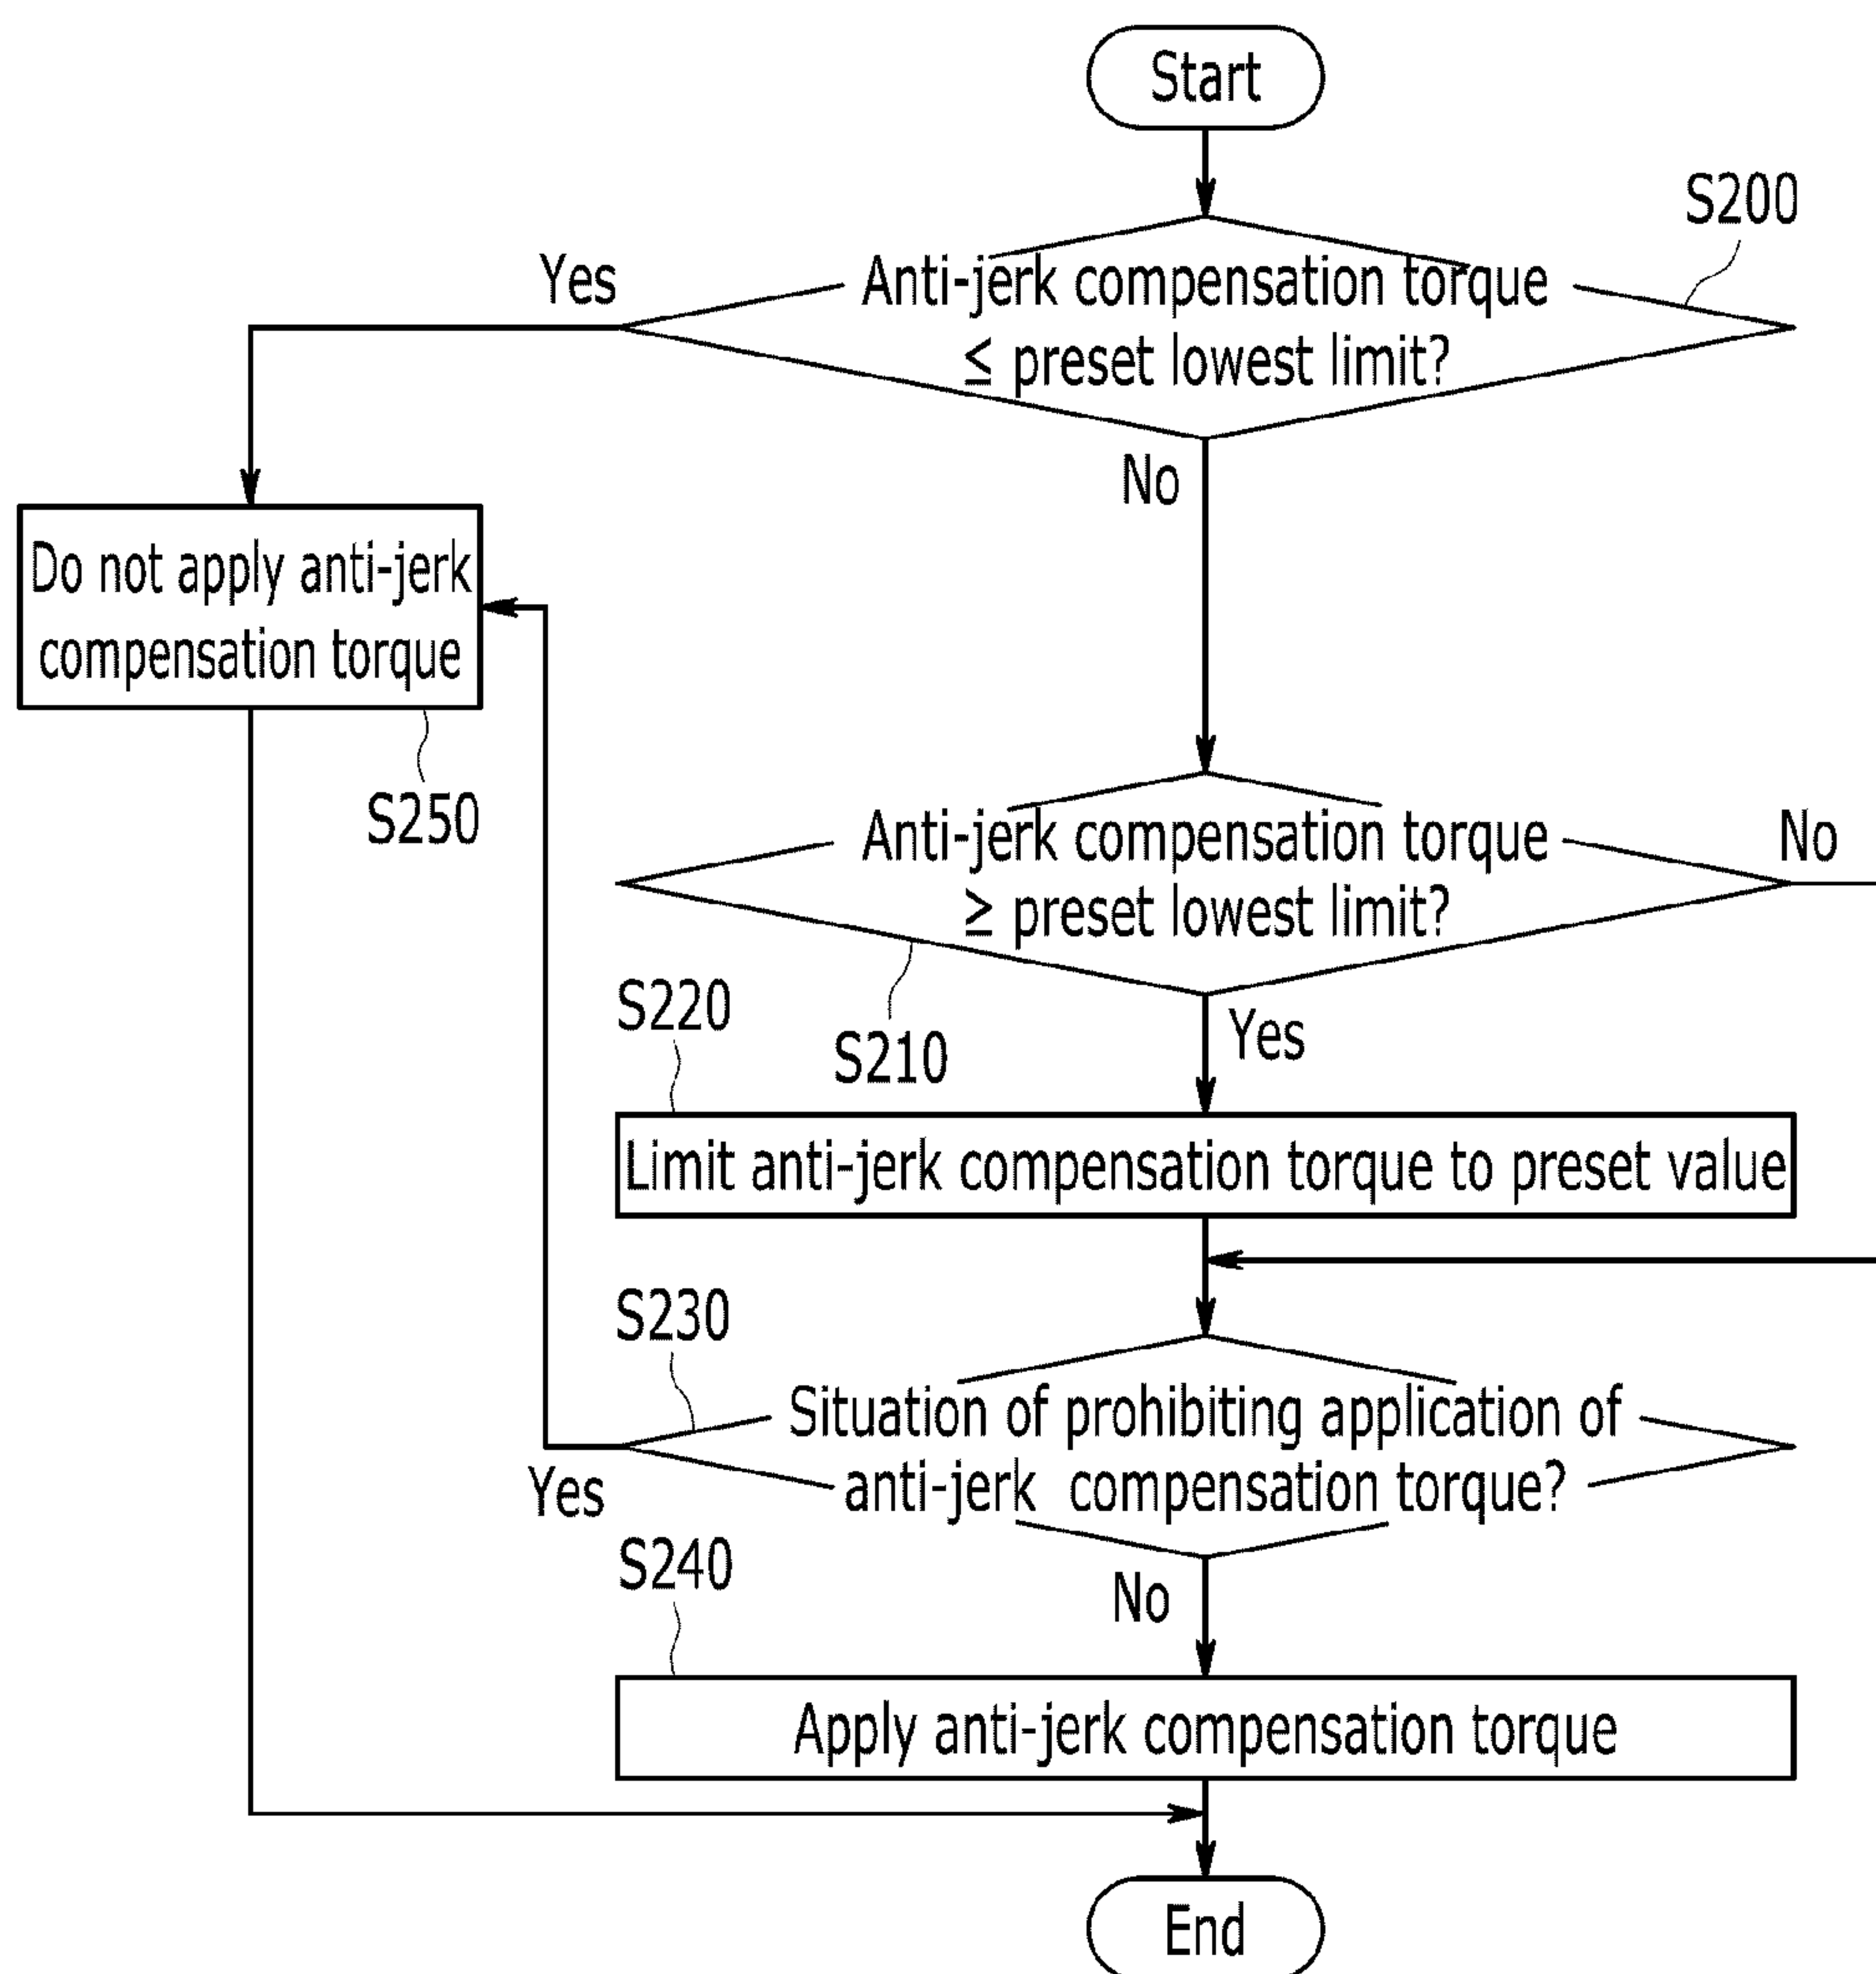 Start
S200
Yes
Anti-jerk compensation torque
≤ preset lowest limit?
No
Do not apply anti-jerk
compensation torque
S250
Anti-jerk compensation torque
≥ preset lowest limit?
No
S210
Yes
S220
Limit anti-jerk compensation torque to preset value
S230
Situation of prohibiting application of
anti-jerk compensation torque?
Yes
No
S240
Apply anti-jerk compensation torque
End